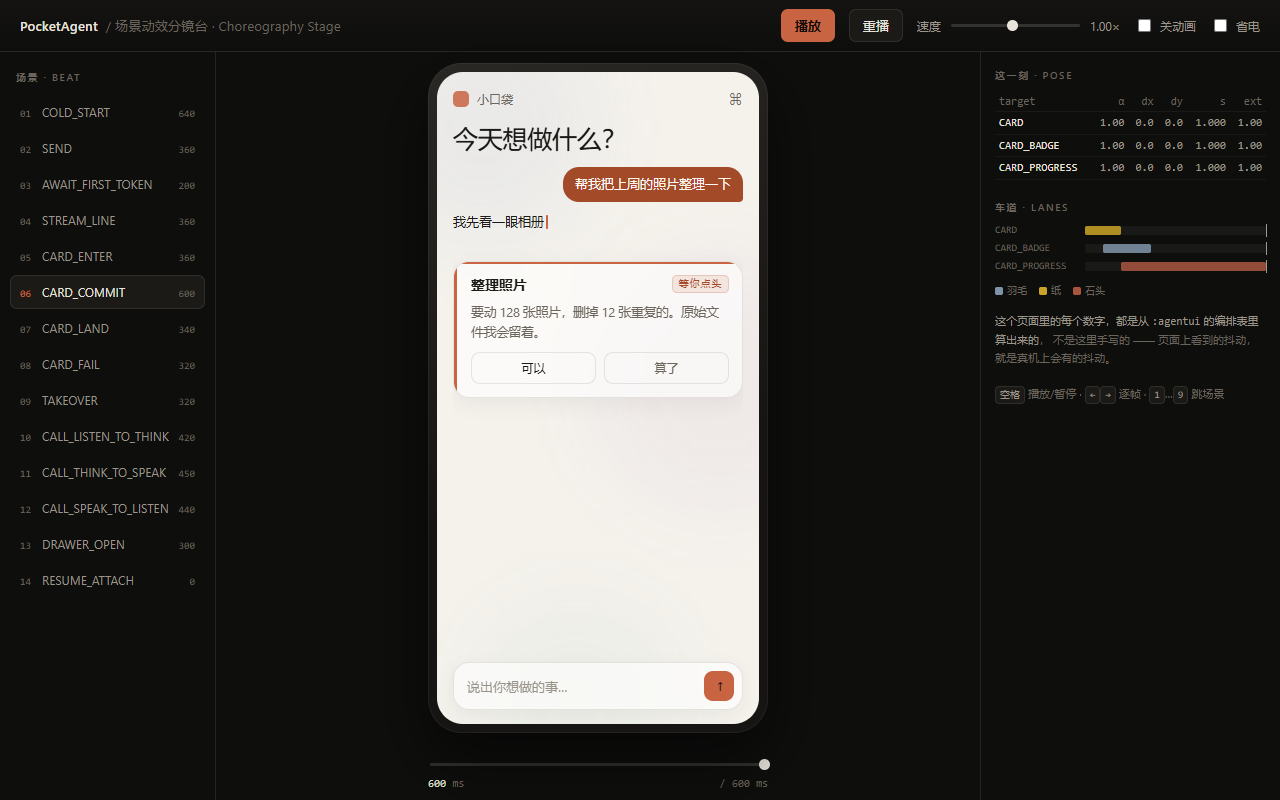 PocketAgent / 场景动效分镜台 · Choreography Stage
播放 重播 速度 1.00× 关动画 省电
场景 · BEAT
01 COLD_START 640
02 SEND 360
03 AWAIT_FIRST_TOKEN 200
04 STREAM_LINE 360
05 CARD_ENTER 360
06 CARD_COMMIT 600
07 CARD_LAND 340
08 CARD_FAIL 320
09 TAKEOVER 320
10 CALL_LISTEN_TO_THINK 420
11 CALL_THINK_TO_SPEAK 450
12 CALL_SPEAK_TO_LISTEN 440
13 DRAWER_OPEN 300
14 RESUME_ATTACH 0
小口袋 ⌘
今天想做什么？
帮我把上周的照片整理一下
我先看一眼相册
整理照片 等你点头
要动 128 张照片，删掉 12 张重复的。原始文
件我会留着。
可以 算了
说出你想做的事… ↑
600 ms / 600 ms
这一刻 · POSE
target α dx dy s ext
CARD 1.00 0.0 0.0 1.000 1.00
CARD_BADGE 1.00 0.0 0.0 1.000 1.00
CARD_PROGRESS 1.00 0.0 0.0 1.000 1.00
车道 · LANES
CARD
CARD_BADGE
CARD_PROGRESS
羽毛 纸 石头
这个页面里的每个数字，都是从 :agentui 的编排表里
算出来的， 不是这里手写的 —— 页面上看到的抖动，
就是真机上会有的抖动。
空格 播放/暂停 · ← → 逐帧 · 1 … 9 跳场景